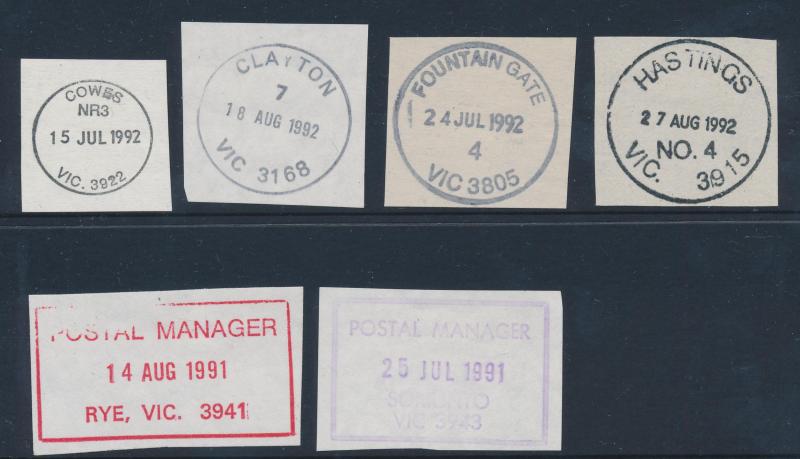 COWES
NR3
15 JUL 1992
VIC. 3922
CLAYTON
7
18 AUG 1992
VIC 3168
FOUNTAIN GATE
24 JUL 1992
4
VIC 3805
HASTINGS
27 AUG 1992
NO. 4
VIC. 3915
POSTAL MANAGER
14 AUG 1991
RYE, VIC. 3941
POSTAL MANAGER
25 JUL 1991
SORRENTO
VIC 3943